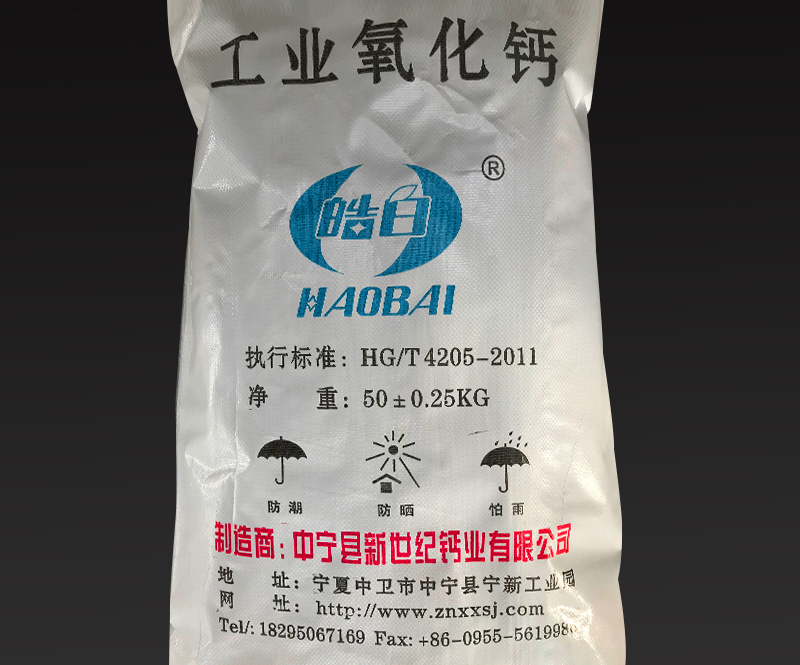 工业氧化钙
®
皓白
HAOBAI
执行标准：HG/T 4205-2011
净 重：50±0.25KG
防潮 防晒 怕雨
制造商：中宁县新世纪钙业有限公司
地 址：宁夏中卫市中宁县宁新工业园
网 址：http://www.znxxsj.com
Tel/: 18295067169 Fax: +86-0955-5619986